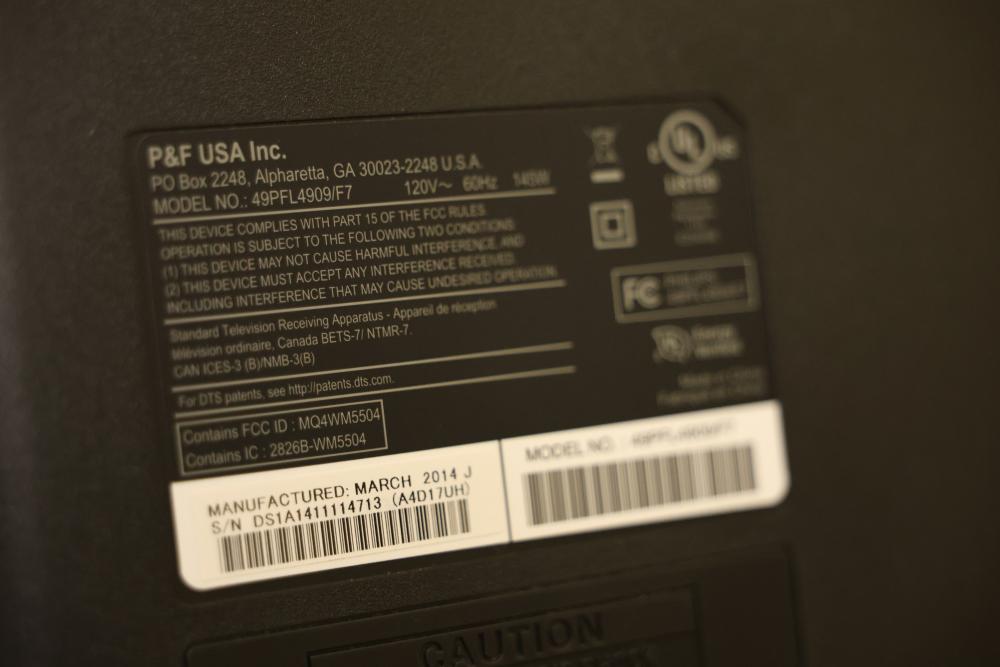 P&F USA Inc.
PO Box 2248, Alpharetta, GA 30023-2248 U.S.A.
MODEL NO.: 49PFL4909/F7 120V~ 60Hz 145W
THIS DEVICE COMPLIES WITH PART 15 OF THE FCC RULES.
OPERATION IS SUBJECT TO THE FOLLOWING TWO CONDITIONS.
(1) THIS DEVICE MAY NOT CAUSE HARMFUL INTERFERENCE, AND
(2) THIS DEVICE MUST ACCEPT ANY INTERFERENCE RECEIVED.
INCLUDING INTERFERENCE THAT MAY CAUSE UNDESIRED OPERATION.
Standard Television Receiving Apparatus - Appareil de réception
télévision ordinaire, Canada BETS-7/ NTMR-7.
CAN ICES-3 (B)/NMB-3(B)
For DTS patents, see http://patents.dts.com.
Contains FCC ID : MQ4WM5504
Contains IC : 2826B-WM5504
UL
LISTED
FC
MANUFACTURED: MARCH 2014 J
S/N DS1A1411114713 (A4D17UH)
MODEL NO. : 49PFL4909/F7
CAUTION